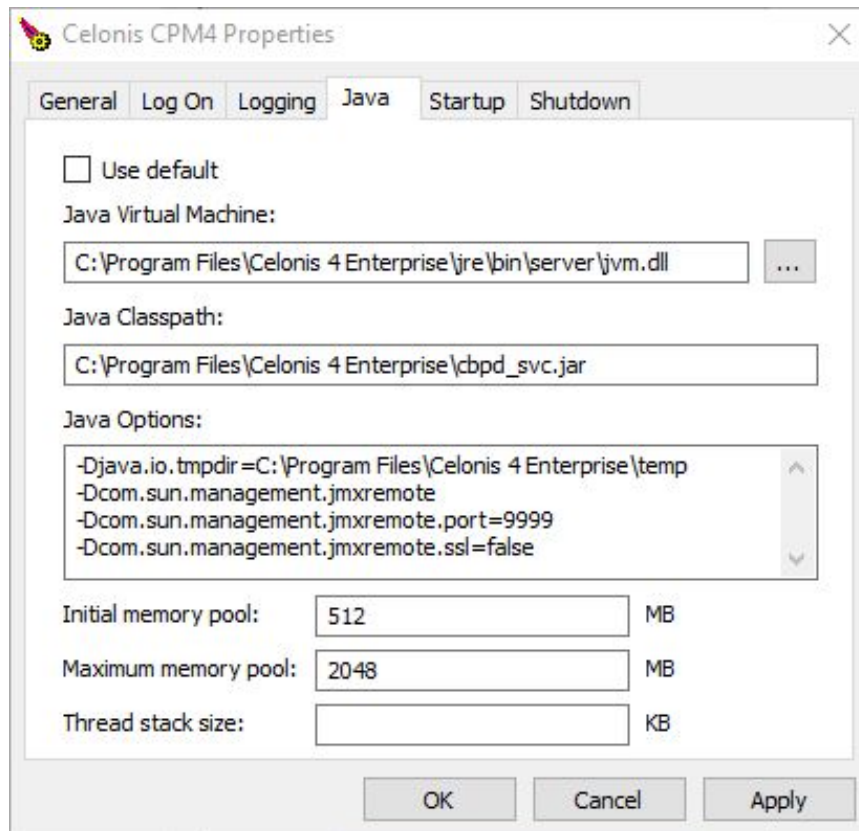 Celonis CPM4 Properties
General Log On Logging Java Startup Shutdown
Use default
Java Virtual Machine:
C:\Program Files\Celonis 4 Enterprise\jre\bin\server\jvm.dll ...
Java Classpath:
C:\Program Files\Celonis 4 Enterprise\cbpd_svc.jar
Java Options:
-Djava.io.tmpdir=C:\Program Files\Celonis 4 Enterprise\temp
-Dcom.sun.management.jmxremote
-Dcom.sun.management.jmxremote.port=9999
-Dcom.sun.management.jmxremote.ssl=false
Initial memory pool: 512 MB
Maximum memory pool: 2048 MB
Thread stack size: KB
OK Cancel Apply